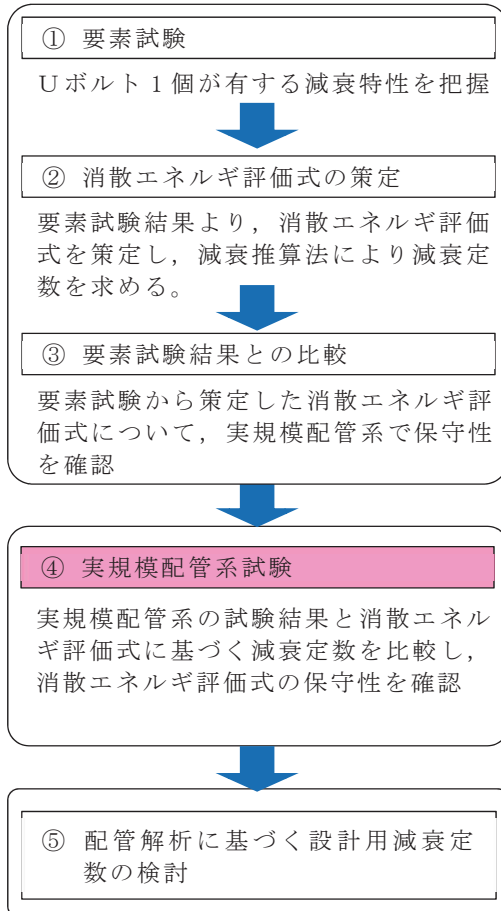 ① 要素試験
Ｕボルト１個が有する減衰特性を把握
② 消散エネルギ評価式の策定
要素試験結果より，消散エネルギ評価
式を策定し，減衰推算法により減衰定
数を求める。
③ 要素試験結果との比較
要素試験から策定した消散エネルギ評
価式について，実規模配管系で保守性
を確認
④ 実規模配管系試験
実規模配管系の試験結果と消散エネル
ギ評価式に基づく減衰定数を比較し，
消散エネルギ評価式の保守性を確認
⑤ 配管解析に基づく設計用減衰定
数の検討